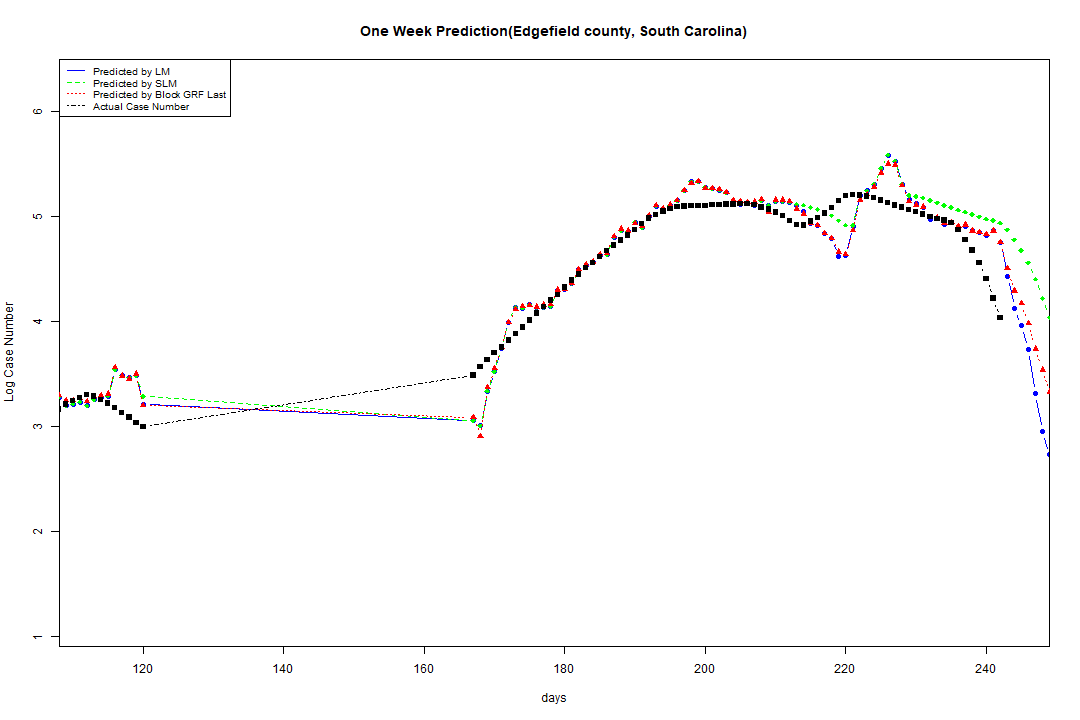 One Week Prediction(Edgefield county, South Carolina)
Predicted by LM
Predicted by SLM
Predicted by Block GRF Last
Actual Case Number
Log Case Number
6
5
4
3
2
1
120 140 160 180 200 220 240
days